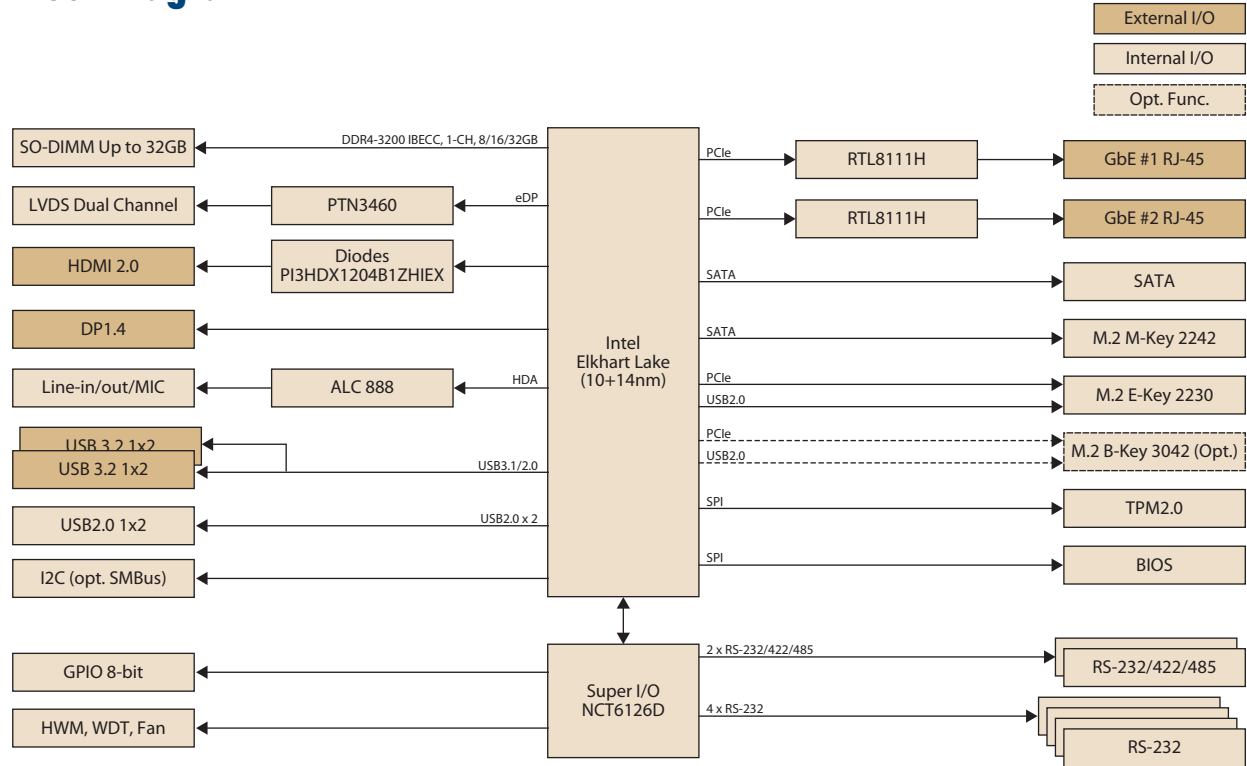 External I/O
Internal I/O
Opt. Func.
SO-DIMM Up to 32GB
DDR4-3200 IBECC, 1-CH, 8/16/32GB
LVDS Dual Channel
PTN3460
eDP
HDMI 2.0
Diodes
PI3HDX1204B1ZHIEX
DP1.4
Line-in/out/MIC
ALC 888
HDA
USB 3.2 1x2
USB 3.2 1x2
USB3.1/2.0
USB2.0 1x2
USB2.0 x 2
I2C (opt. SMBus)
Intel
Elkhart Lake
(10+14nm)
PCIe
RTL8111H
GbE #1 RJ-45
PCIe
RTL8111H
GbE #2 RJ-45
SATA
SATA
SATA
M.2 M-Key 2242
PCIe
USB2.0
M.2 E-Key 2230
PCIe
USB2.0
M.2 B-Key 3042 (Opt.)
SPI
TPM2.0
SPI
BIOS
GPIO 8-bit
HWM, WDT, Fan
Super I/O
NCT6126D
2 x RS-232/422/485
RS-232/422/485
4 x RS-232
RS-232